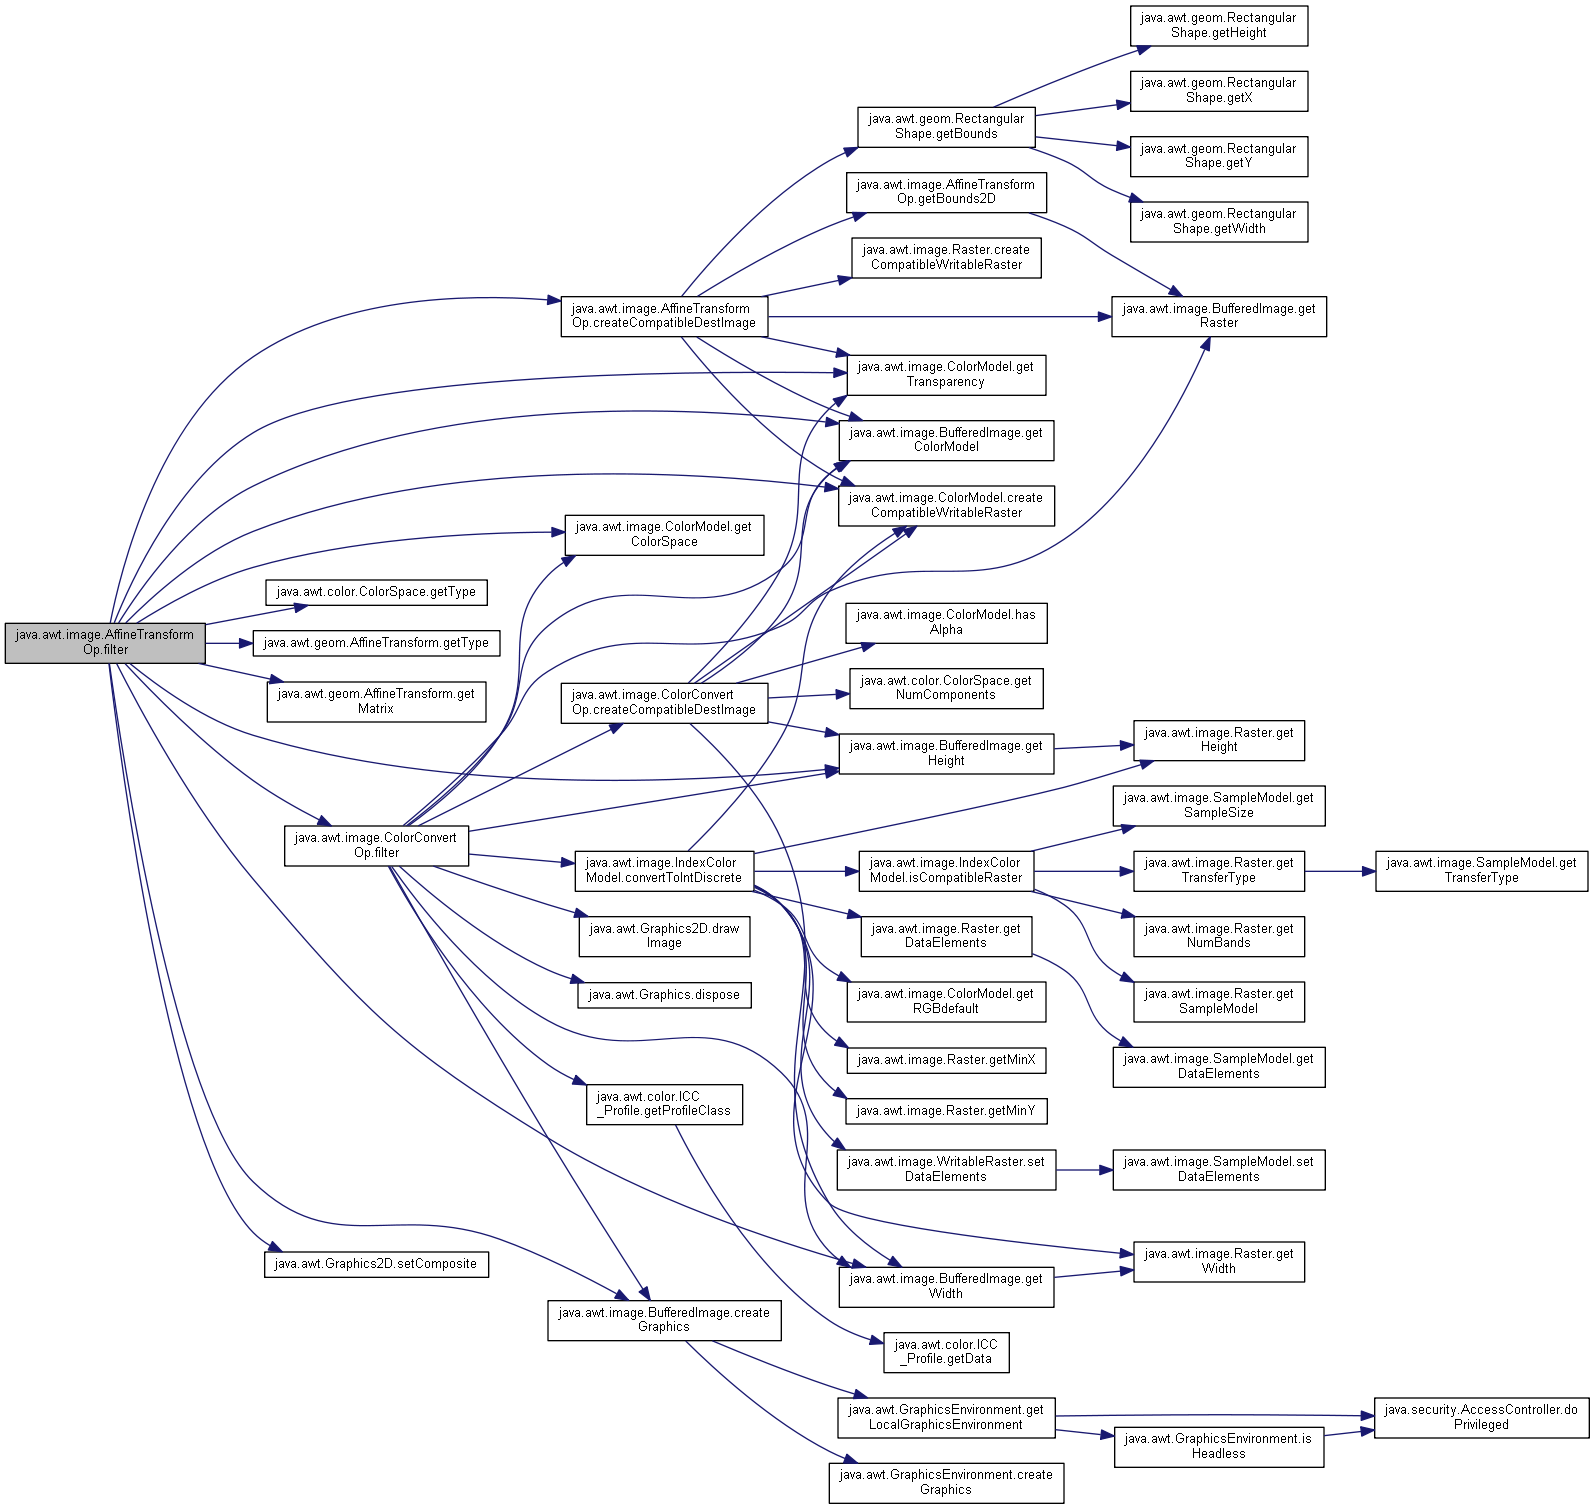 java.awt.geom.Rectangular
Shape.getHeight
java.awt.geom.Rectangular
Shape.getX
java.awt.geom.Rectangular
Shape.getBounds
java.awt.geom.Rectangular
Shape.getY
java.awt.image.AffineTransform
Op.getBounds2D
java.awt.geom.Rectangular
Shape.getWidth
java.awt.image.Raster.create
CompatibleWritableRaster
java.awt.image.AffineTransform
Op.createCompatibleDestImage
java.awt.image.BufferedImage.get
Raster
java.awt.image.ColorModel.get
Transparency
java.awt.image.BufferedImage.get
ColorModel
java.awt.image.ColorModel.create
CompatibleWritableRaster
java.awt.image.ColorModel.get
ColorSpace
java.awt.color.ColorSpace.getType
java.awt.image.ColorModel.has
Alpha
java.awt.image.AffineTransform
Op.filter
java.awt.geom.AffineTransform.getType
java.awt.color.ColorSpace.get
NumComponents
java.awt.geom.AffineTransform.get
Matrix
java.awt.image.ColorConvert
Op.createCompatibleDestImage
java.awt.image.Raster.get
Height
java.awt.image.BufferedImage.get
Height
java.awt.image.SampleModel.get
SampleSize
java.awt.image.ColorConvert
Op.filter
java.awt.image.IndexColor
Model.convertToIntDiscrete
java.awt.image.IndexColor
Model.isCompatibleRaster
java.awt.image.Raster.get
TransferType
java.awt.image.SampleModel.get
TransferType
java.awt.Graphics2D.draw
Image
java.awt.image.Raster.get
DataElements
java.awt.image.Raster.get
NumBands
java.awt.Graphics.dispose
java.awt.image.ColorModel.get
RGBdefault
java.awt.image.Raster.get
SampleModel
java.awt.image.Raster.getMinX
java.awt.image.SampleModel.get
DataElements
java.awt.color.ICC
_Profile.getProfileClass
java.awt.image.Raster.getMinY
java.awt.image.WritableRaster.set
DataElements
java.awt.image.SampleModel.set
DataElements
java.awt.Graphics2D.setComposite
java.awt.image.Raster.get
Width
java.awt.image.BufferedImage.get
Width
java.awt.image.BufferedImage.create
Graphics
java.awt.color.ICC
_Profile.getData
java.awt.GraphicsEnvironment.get
LocalGraphicsEnvironment
java.security.AccessController.do
Privileged
java.awt.GraphicsEnvironment.is
Headless
java.awt.GraphicsEnvironment.create
Graphics